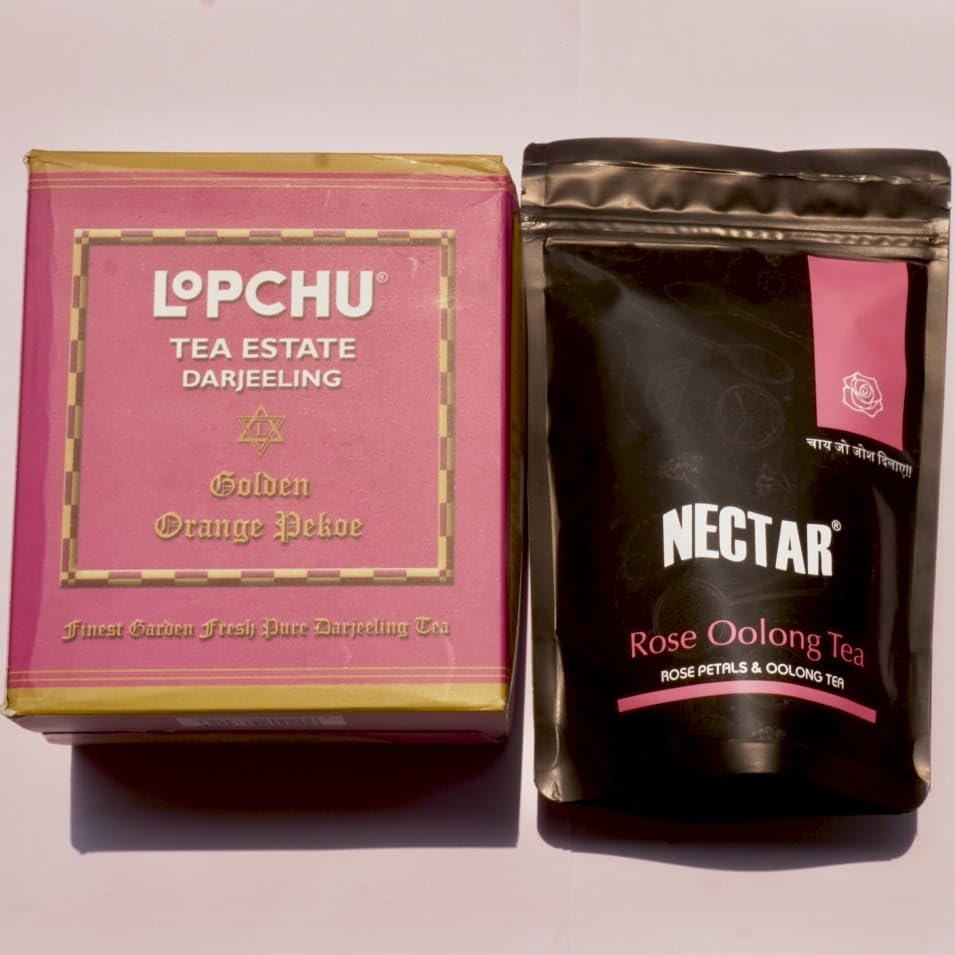 LOPCHU®
TEA ESTATE
DARJEELING
L
Golden
Orange Pekoe
Finest Garden Fresh Pure Darjeeling Tea
चाय जो जोश दिलाए!!
NECTAR®
Rose Oolong Tea
ROSE PETALS & OOLONG TEA